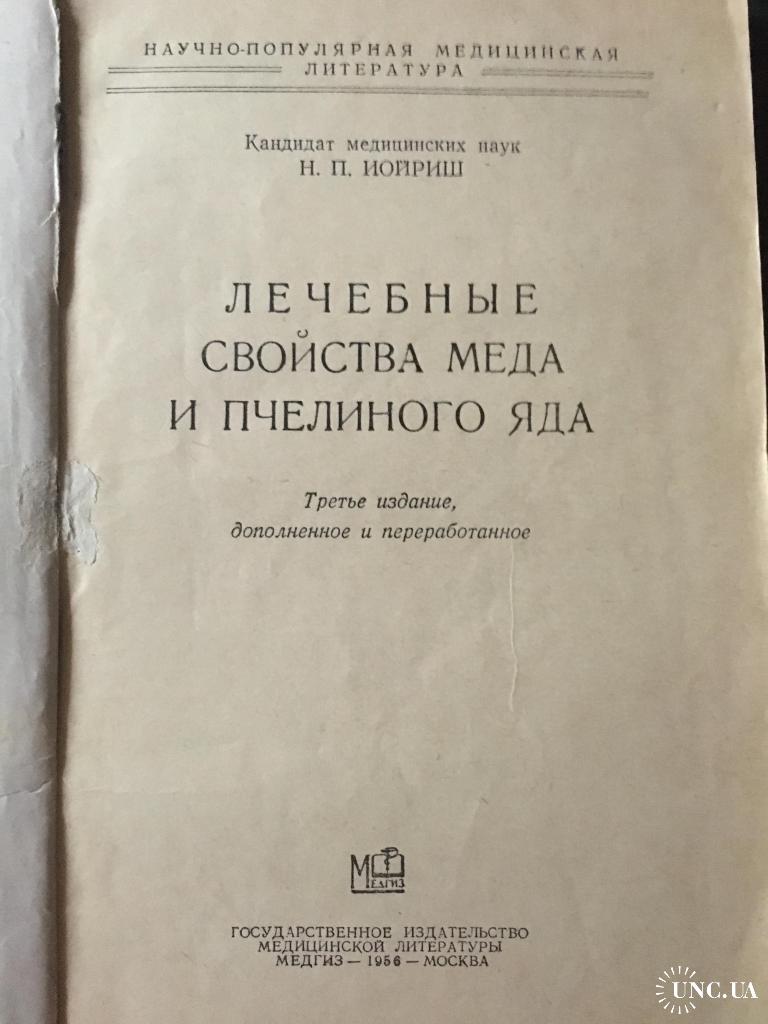 НАУЧНО-ПОПУЛЯРНАЯ МЕДИЦИНСКАЯ
ЛИТЕРАТУРА
Кандидат медицинских наук
Н. П. ИОЙРИШ
ЛЕЧЕБНЫЕ
СВОЙСТВА МЕДА
И ПЧЕЛИНОГО ЯДА
Третье издание,
дополненное и переработанное
МЕДГИЗ
ГОСУДАРСТВЕННОЕ ИЗДАТЕЛЬСТВО
МЕДИЦИНСКОЙ ЛИТЕРАТУРЫ
МЕДГИЗ — 1956 — МОСКВА
UNC.UA